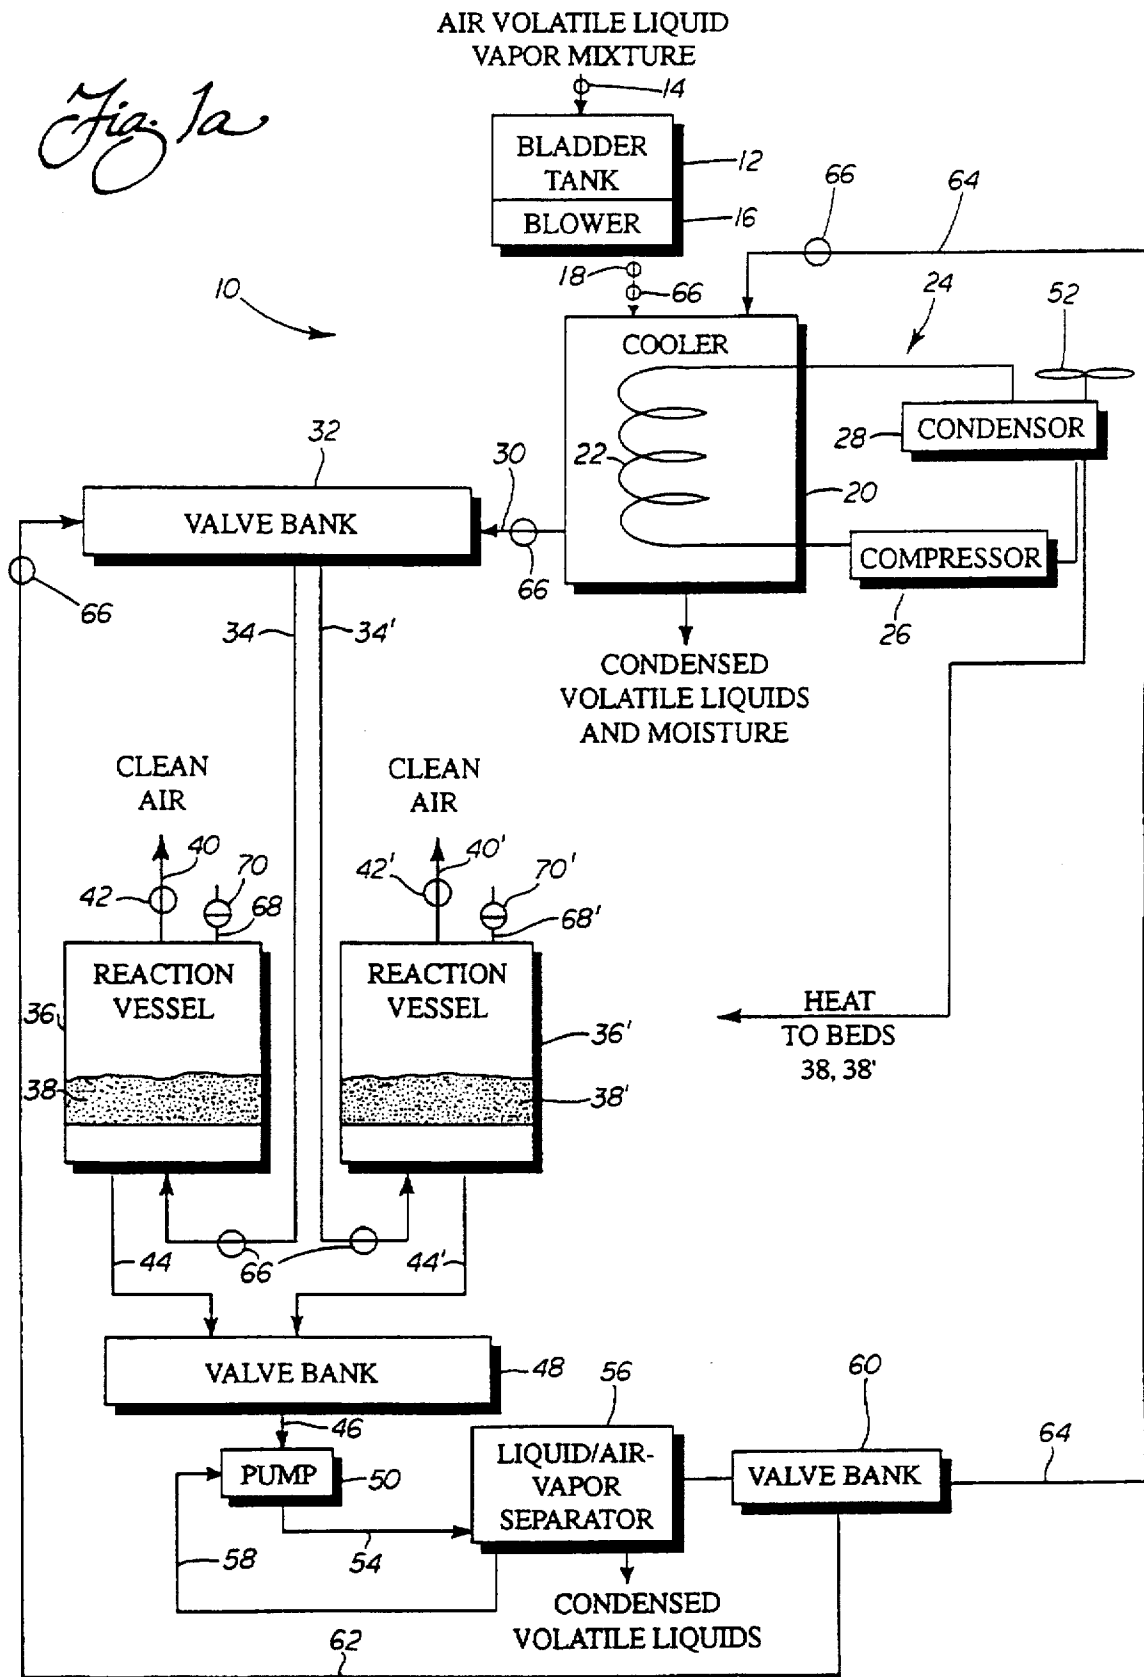 AIR VOLATILE LIQUID
VAPOR MIXTURE
Fig. 1a
14
BLADDER
TANK
12
BLOWER
16
66
64
18
66
10
24
52
COOLER
CONDENSOR
28
22
32
30
20
VALVE BANK
COMPRESSOR
66
66
26
34
34'
CONDENSED
VOLATILE LIQUIDS
AND MOISTURE
CLEAN
AIR
CLEAN
AIR
40
70
42
68
40'
70'
42'
68'
REACTION
VESSEL
REACTION
VESSEL
36
36'
HEAT
TO BEDS
38, 38'
38
38'
44
66
44'
VALVE BANK
48
56
60
46
64
PUMP
50
LIQUID/AIR-
VAPOR
SEPARATOR
VALVE BANK
58
54
CONDENSED
VOLATILE LIQUIDS
62